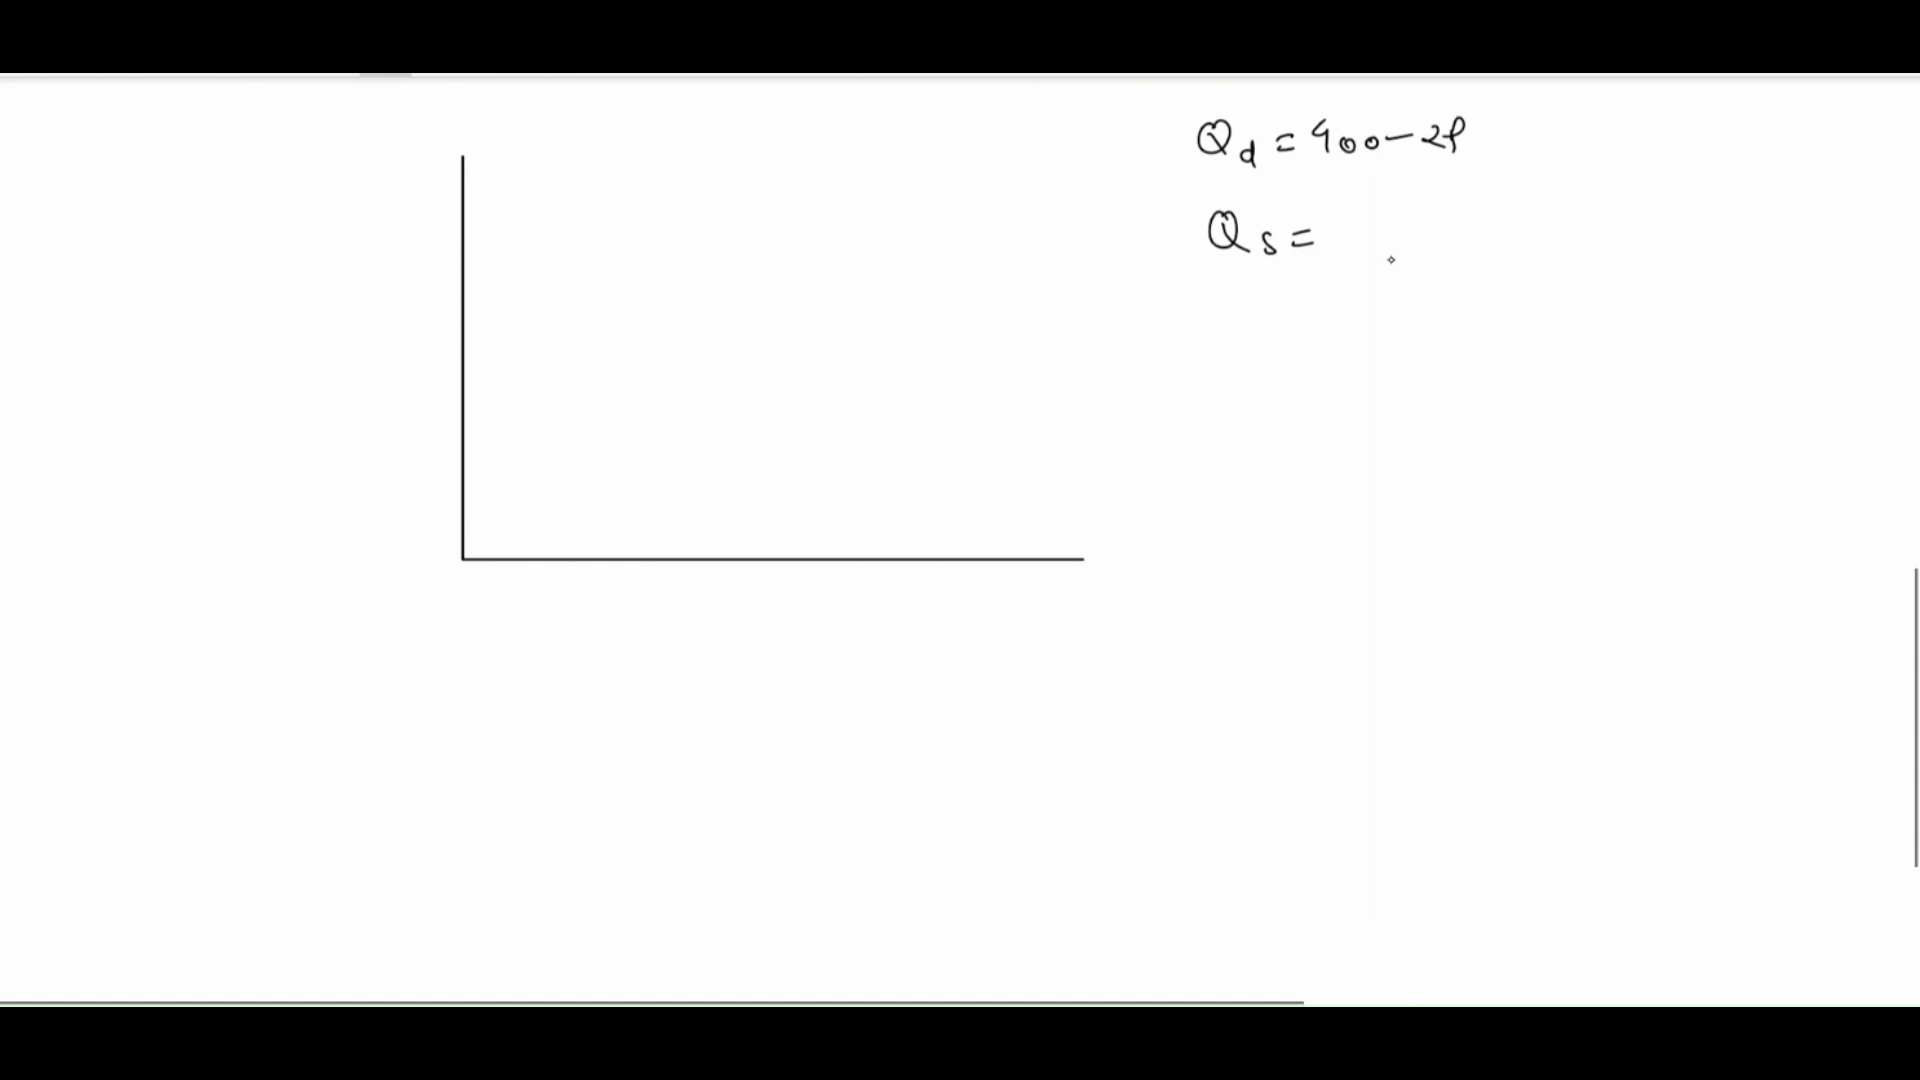 Qd = 400-2P
Qs =